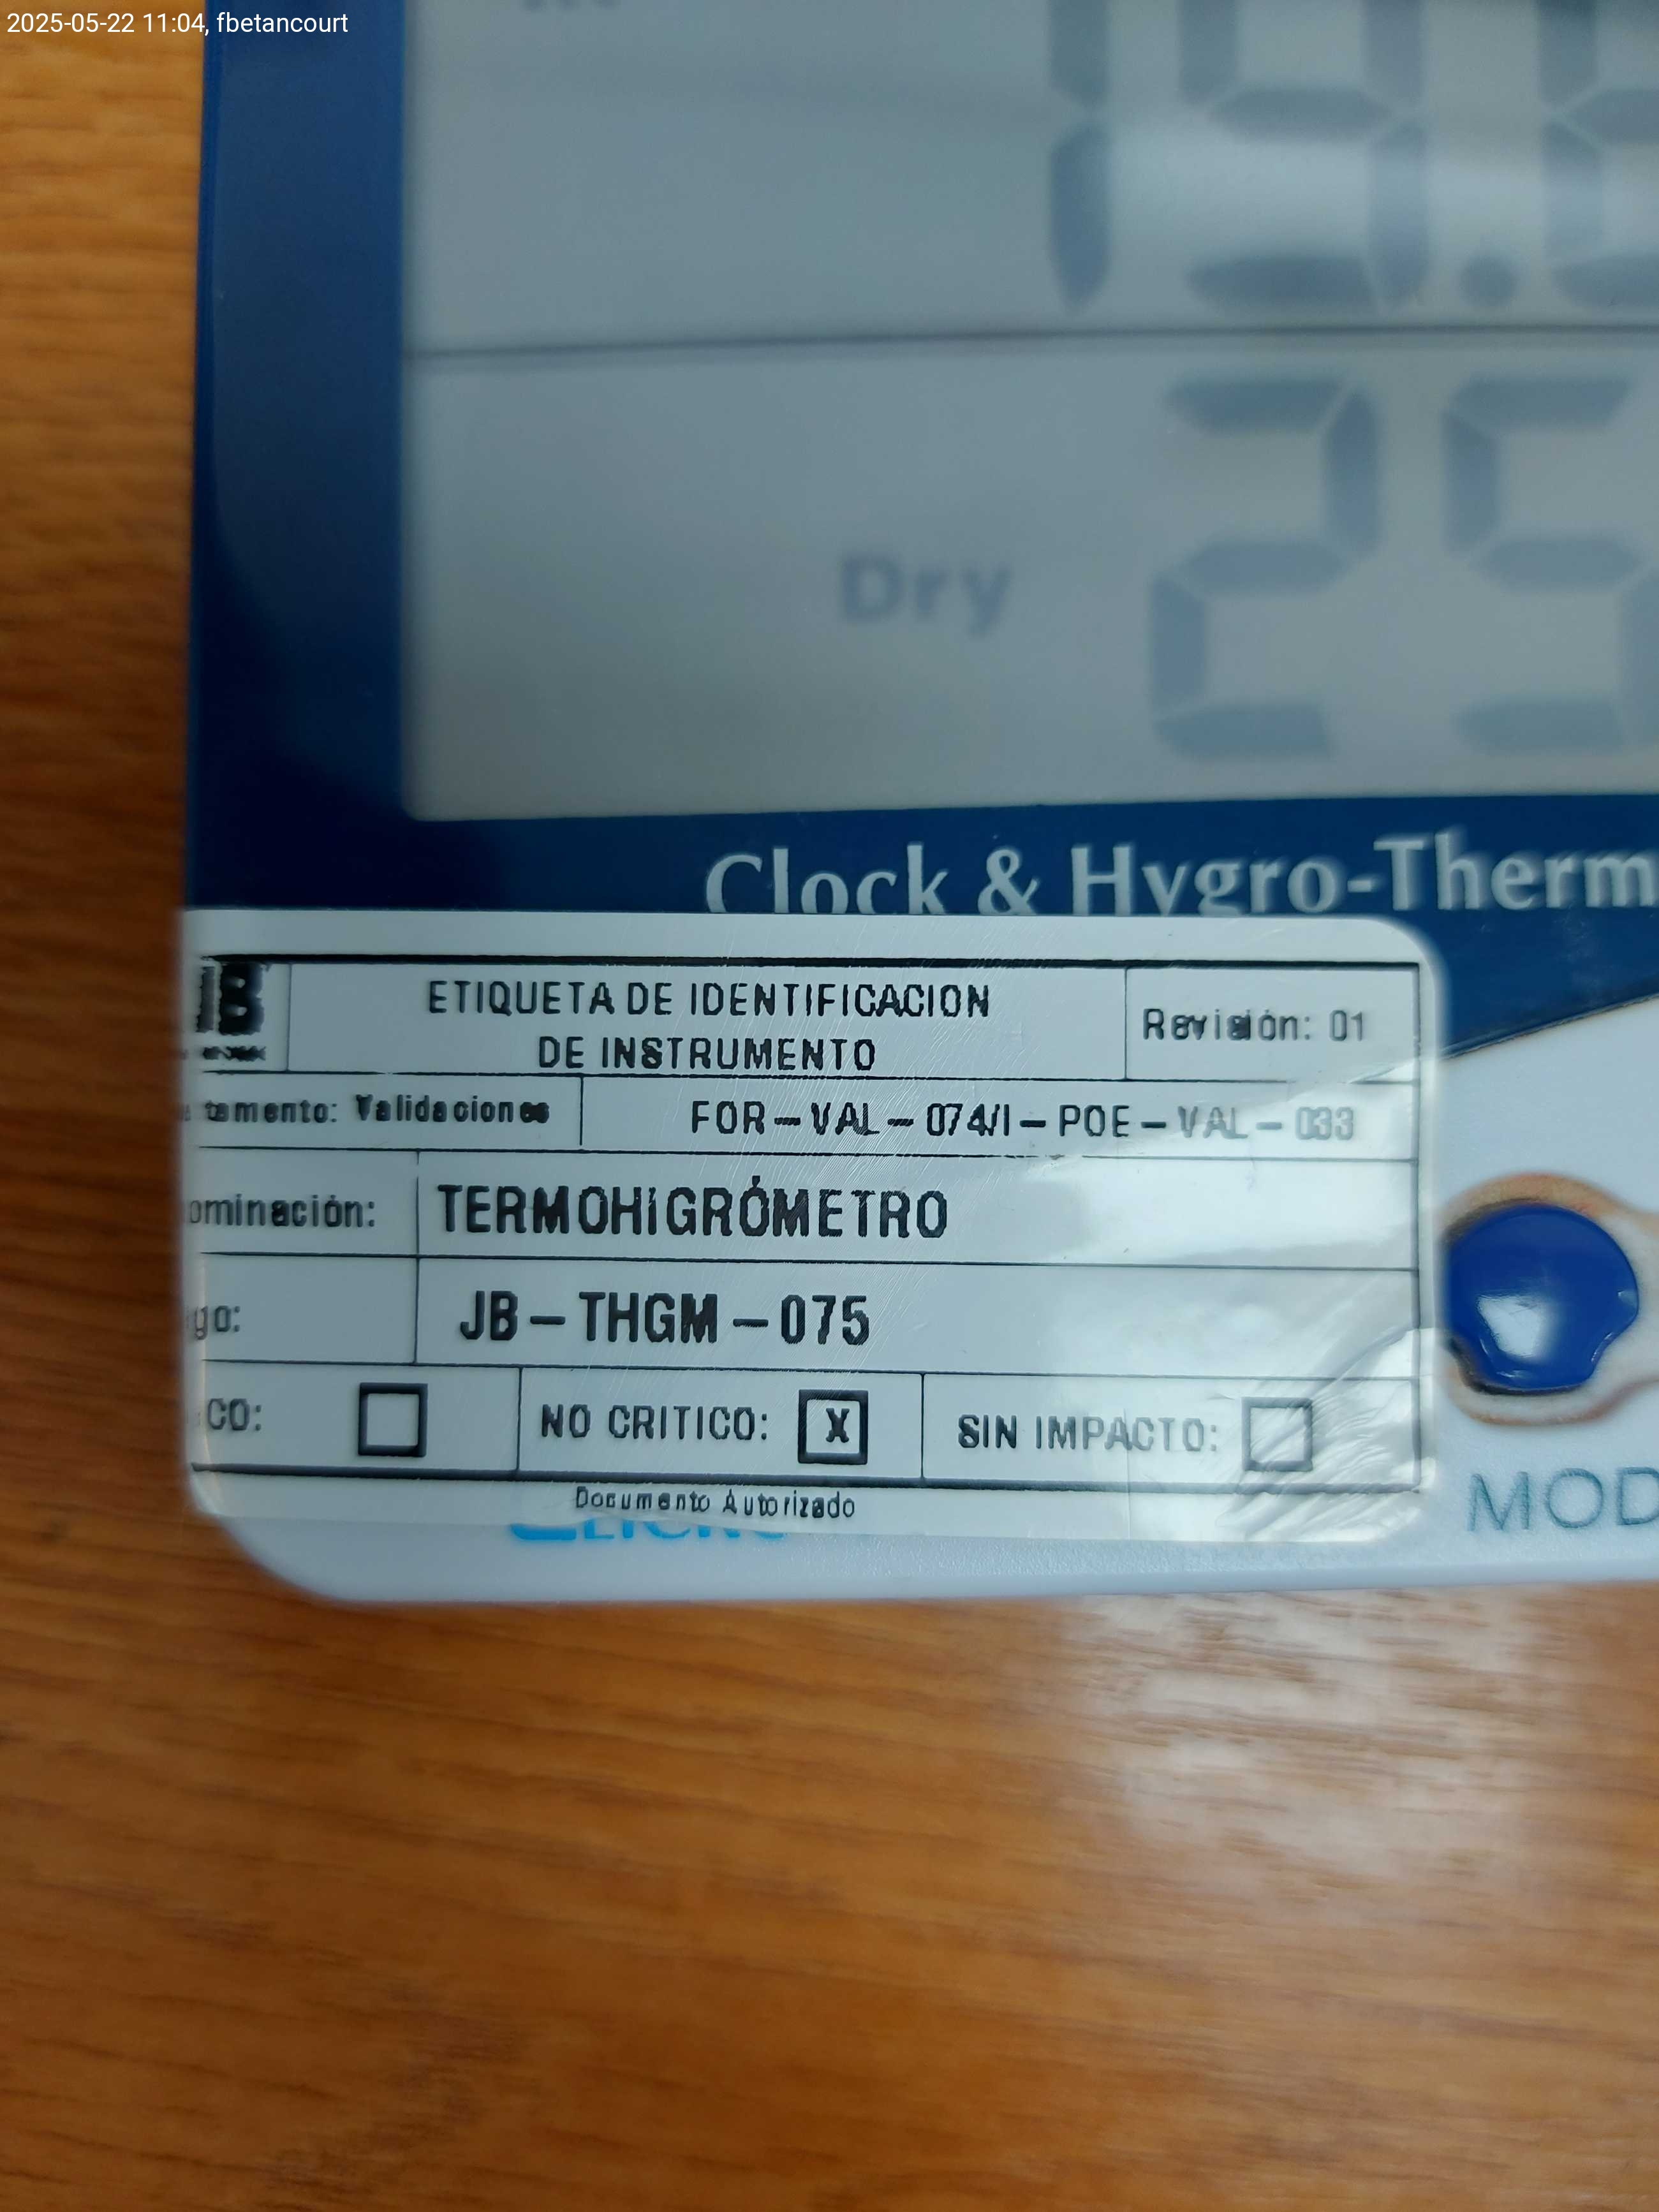 2025-05-22 11:04, fbetancourt
Dry
Clock & Hygro-Therm
JB
ETIQUETA DE IDENTIFICACION
DE INSTRUMENTO
Revisión: 01
tamento: Validaciones
FOR-VAL-074/I-POE-VAL-033
ominación:
TERMOHIGRÓMETRO
go:
JB-THGM-075
CO:
NO CRITICO: X
SIN IMPACTO:
Documento Autorizado
MOD